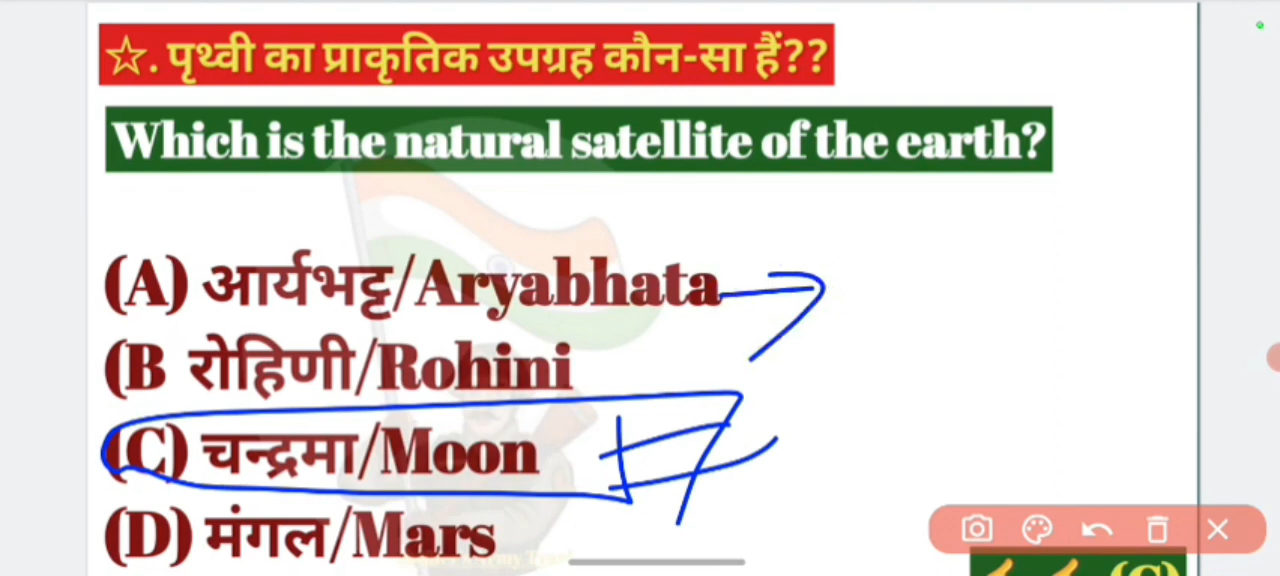 ☆. पृथ्वी का प्राकृतिक उपग्रह कौन-सा हैं??
Which is the natural satellite of the earth?
(A) आर्यभट्ट/Aryabhata
(B रोहिणी/Rohini
(C) चन्द्रमा/Moon
(D) मंगल/Mars
(C)